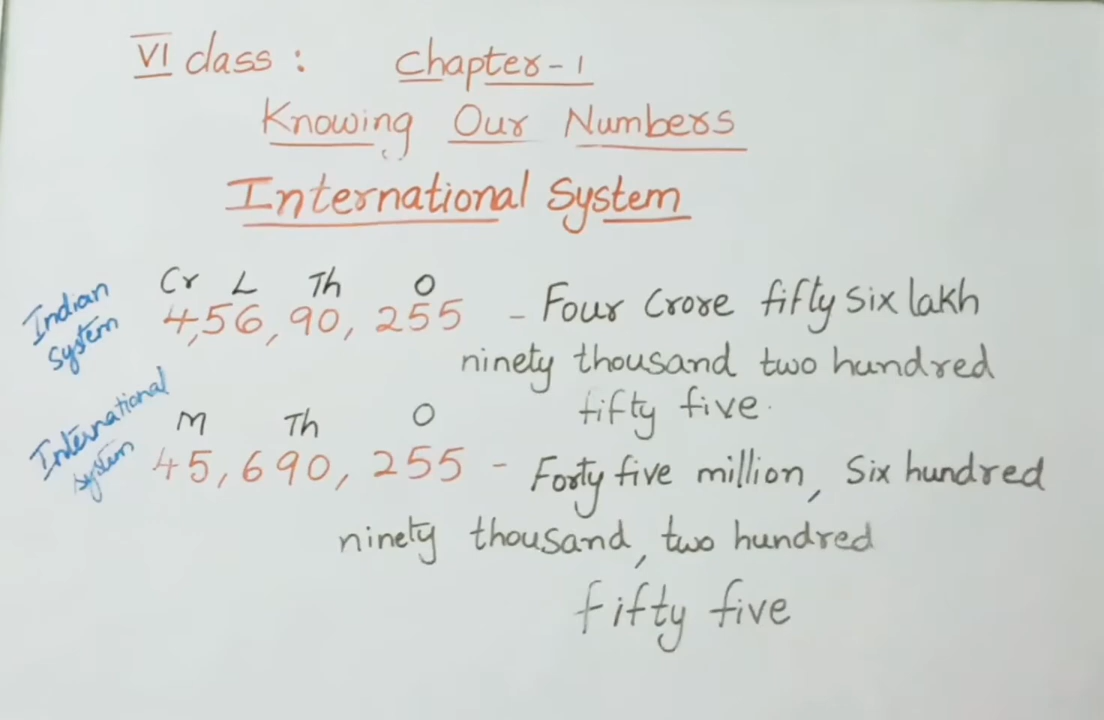 VI class : Chapter-1
Knowing Our Numbers
International System
Indian System
Cr L Th O
4,56,90, 255 - Four Crore fifty six lakh
ninety thousand two hundred
fifty five.
International system
M Th O
45,690, 255 - Forty five million, Six hundred
ninety thousand, two hundred
fifty five